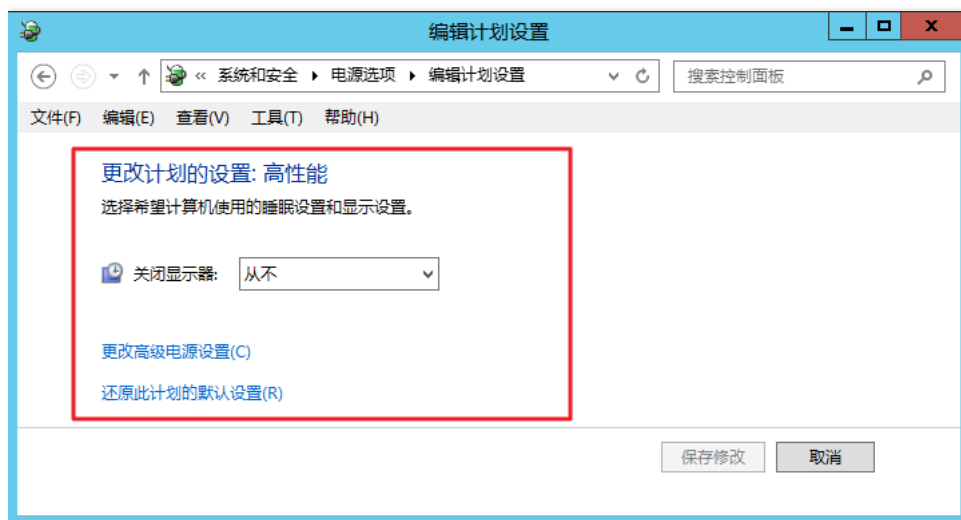 编辑计划设置
« 系统和安全 ▸ 电源选项 ▸ 编辑计划设置 搜索控制面板
文件(F) 编辑(E) 查看(V) 工具(T) 帮助(H)
更改计划的设置: 高性能
选择希望计算机使用的睡眠设置和显示设置。
关闭显示器: 从不
更改高级电源设置(C)
还原此计划的默认设置(R)
保存修改 取消